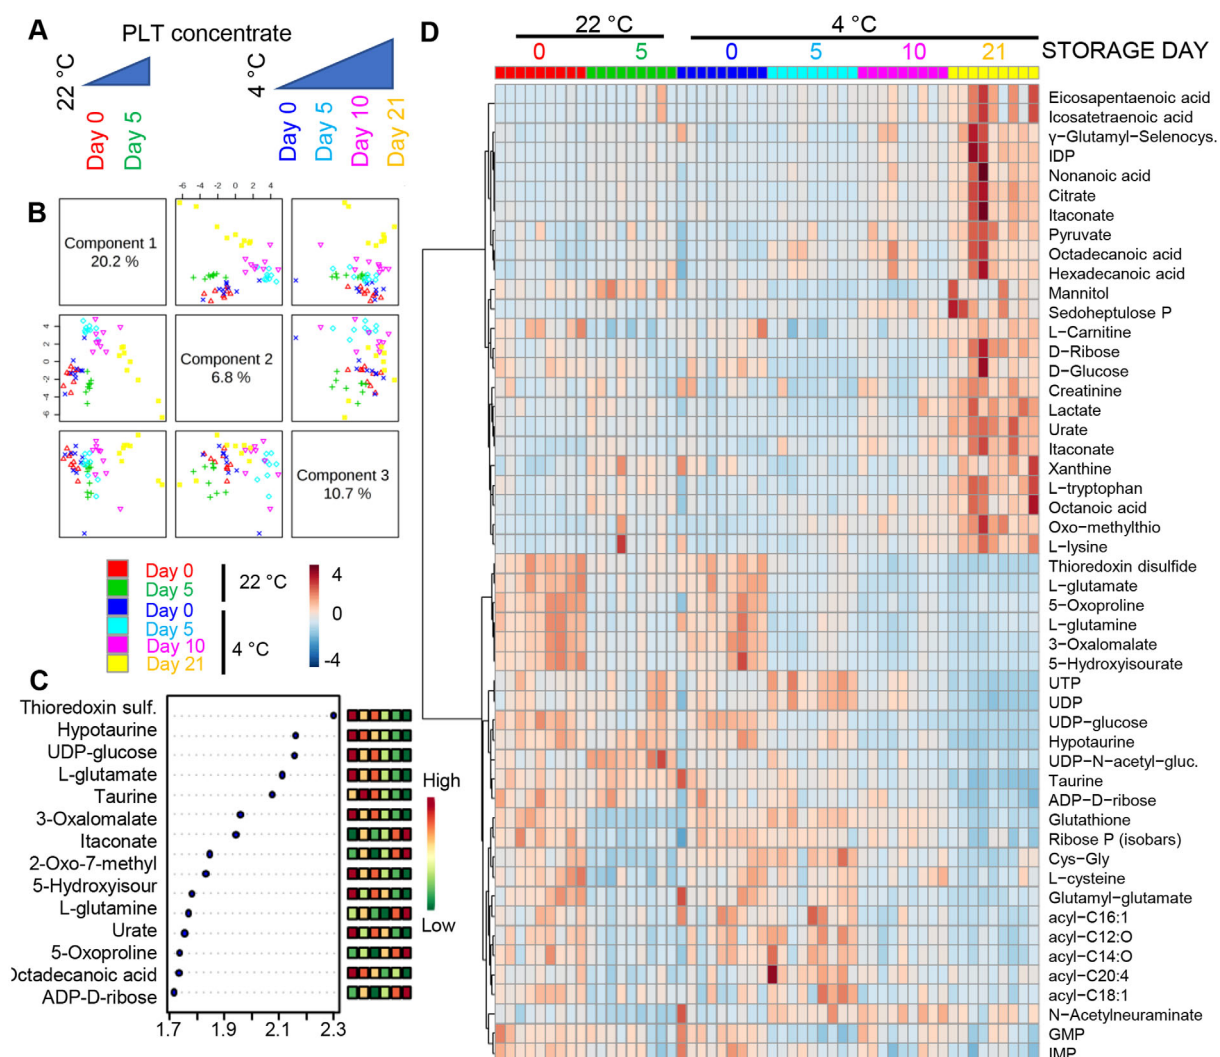 A
PLT concentrate
22 °C
Day 0
Day 5
4 °C
Day 0
Day 5
Day 10
Day 21
B
-6 -4 -2 0 2 4
Component 1
20.2 %
4
2
0
-2
-4
-6
Component 2
6.8 %
Component 3
10.7 %
Day 0
Day 5
Day 0
Day 5
Day 10
Day 21
22 °C
4 °C
4
0
-4
C
Thioredoxin sulf.
Hypotaurine
UDP-glucose
L-glutamate
Taurine
3-Oxalomalate
Itaconate
2-Oxo-7-methyl
5-Hydroxyisour
L-glutamine
Urate
5-Oxoproline
Octadecanoic acid
ADP-D-ribose
1.7 1.9 2.1 2.3
High
Low
D
22 °C 4 °C
0 5 0 5 10 21 STORAGE DAY
Eicosapentaenoic acid
Icosatetraenoic acid
γ−Glutamyl−Selenocys.
IDP
Nonanoic acid
Citrate
Itaconate
Pyruvate
Octadecanoic acid
Hexadecanoic acid
Mannitol
Sedoheptulose P
L−Carnitine
D−Ribose
D−Glucose
Creatinine
Lactate
Urate
Itaconate
Xanthine
L−tryptophan
Octanoic acid
Oxo−methylthio
L−lysine
Thioredoxin disulfide
L−glutamate
5−Oxoproline
L−glutamine
3−Oxalomalate
5−Hydroxyisourate
UTP
UDP
UDP−glucose
Hypotaurine
UDP−N−acetyl−gluc.
Taurine
ADP−D−ribose
Glutathione
Ribose P (isobars)
Cys−Gly
L−cysteine
Glutamyl−glutamate
acyl−C16:1
acyl−C12:O
acyl−C14:O
acyl−C20:4
acyl−C18:1
N−Acetylneuraminate
GMP
IMP